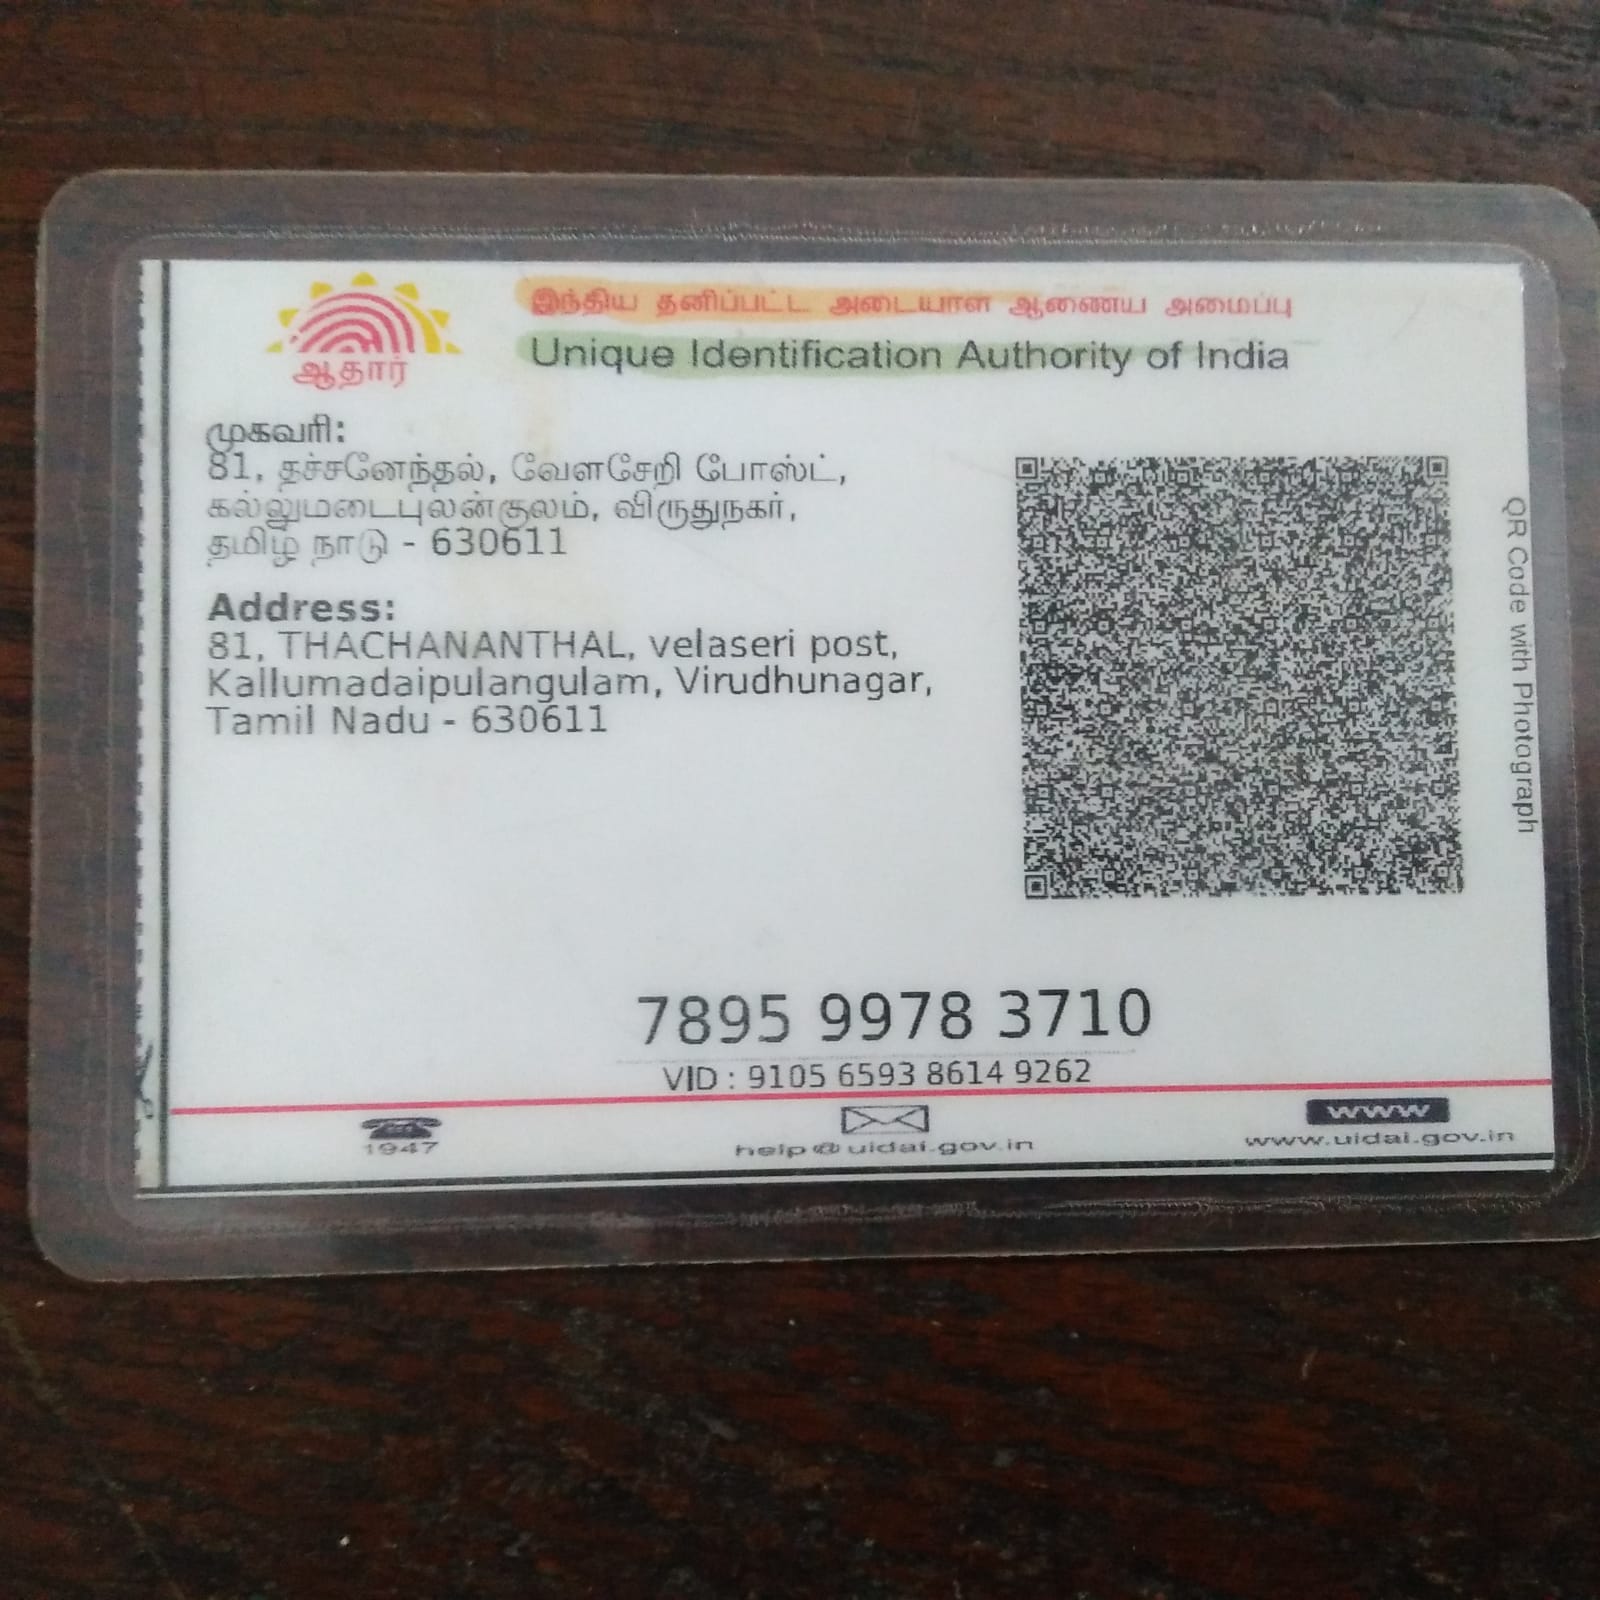 இந்திய தனிப்பட்ட அடையாள ஆணைய அமைப்பு
Unique Identification Authority of India
ஆதார்
முகவரி:
81, தச்சனேந்தல், வேளசேரி போஸ்ட்,
கல்லுமடைபுலன்குலம், விருதுநகர்,
தமிழ் நாடு - 630611
Address:
81, THACHANANTHAL, velaseri post,
Kallumadaipulangulam, Virudhunagar,
Tamil Nadu - 630611
QR Code with Photograph
7895 9978 3710
VID : 9105 6593 8614 9262
1947
help@uidai.gov.in
www
www.uidai.gov.in